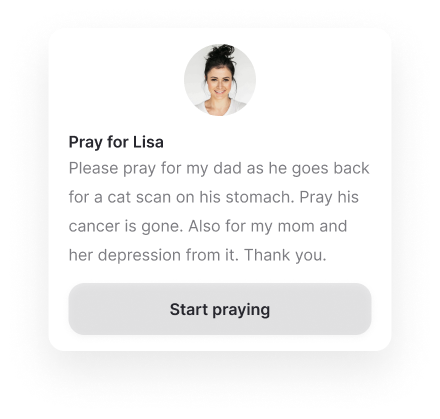 Pray for Lisa
Please pray for my dad as he goes back
for a cat scan on his stomach. Pray his
cancer is gone. Also for my mom and
her depression from it. Thank you.
Start praying